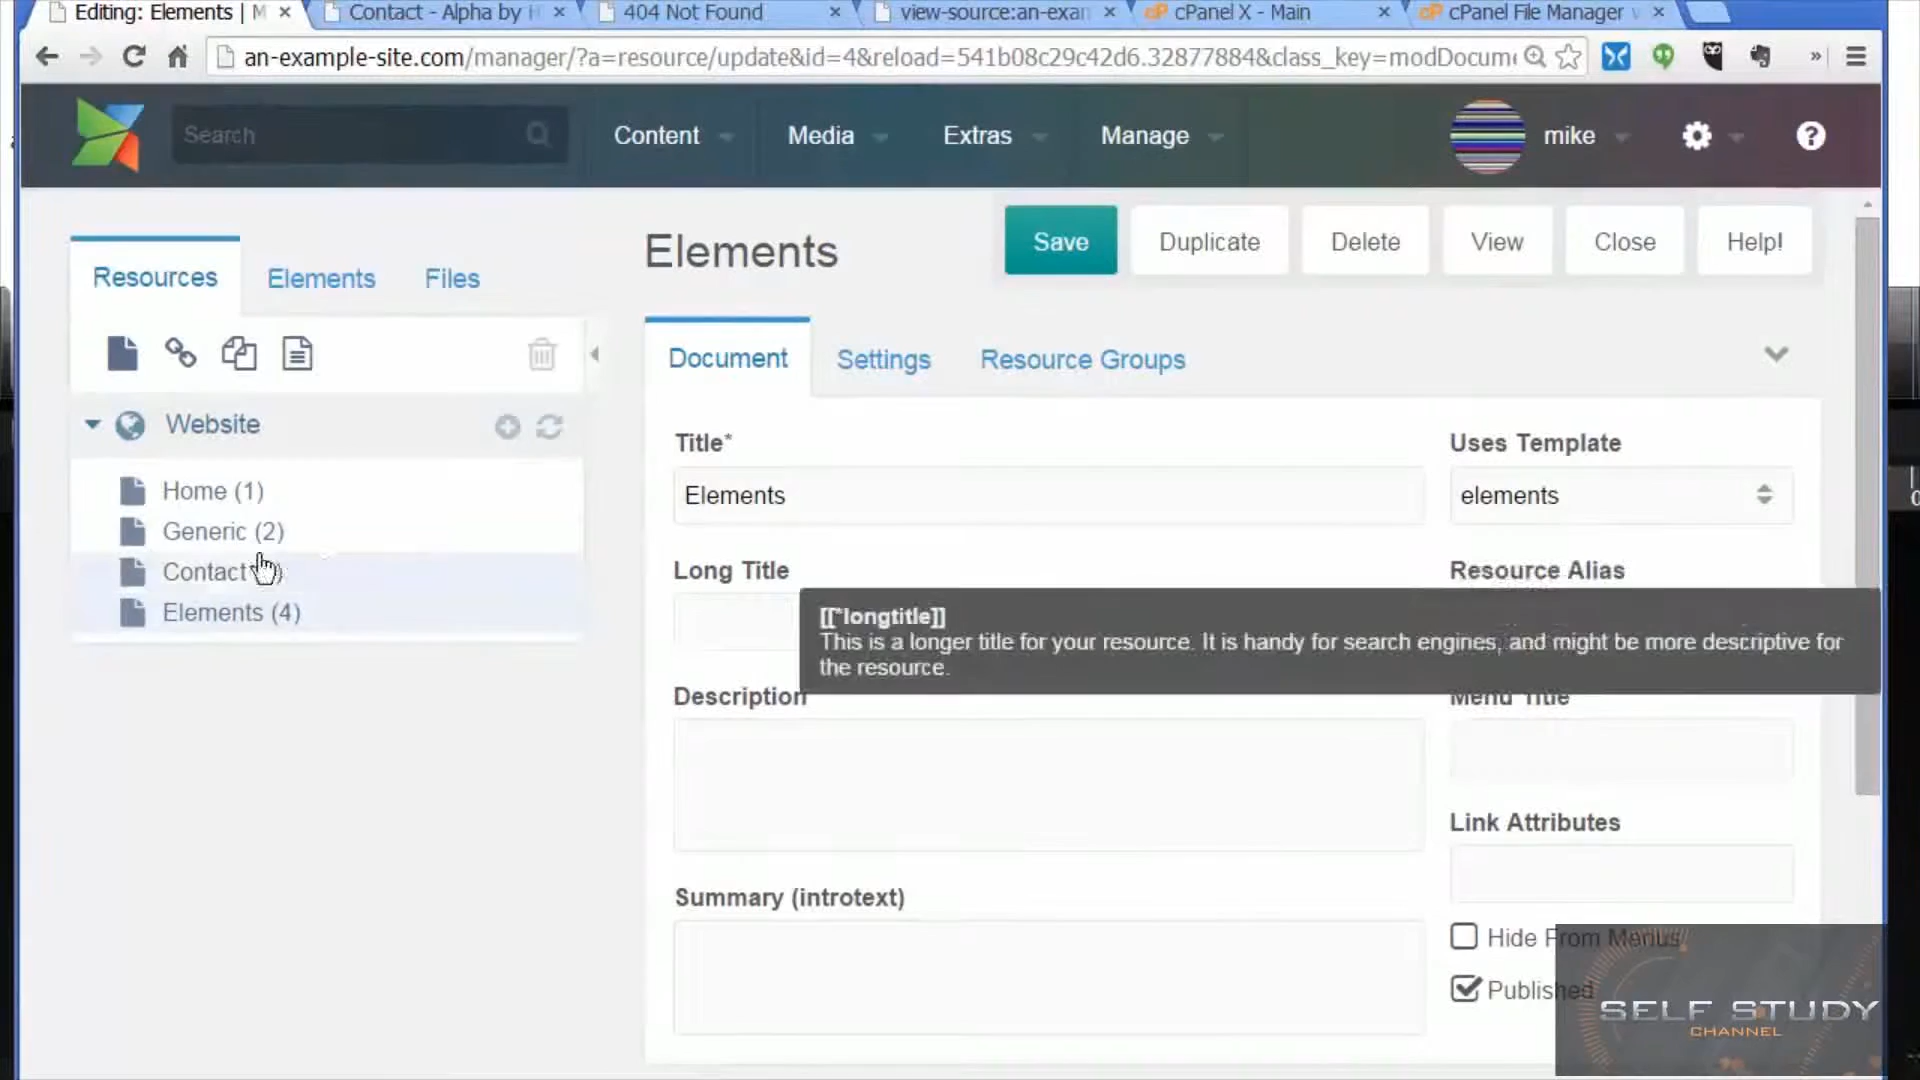 Editing: Elements | M
Contact - Alpha by H
404 Not Found
view-source:an-exam
cPanel X - Main
cPanel File Manager v
an-example-site.com/manager/?a=resource/update&id=4&reload=541b08c29c42d6.32877884&class_key=modDocum
Search
Content
Media
Extras
Manage
mike
Resources
Elements
Files
Website
Home (1)
Generic (2)
Contact
Elements (4)
Elements
Save
Duplicate
Delete
View
Close
Help!
Document
Settings
Resource Groups
Title*
Elements
Uses Template
elements
Long Title
Resource Alias
[[*longtitle]]
This is a longer title for your resource. It is handy for search engines, and might be more descriptive for
the resource.
Description
Menu Title
Link Attributes
Summary (introtext)
Hide From Menus
Published
SELF STUDY
CHANNEL